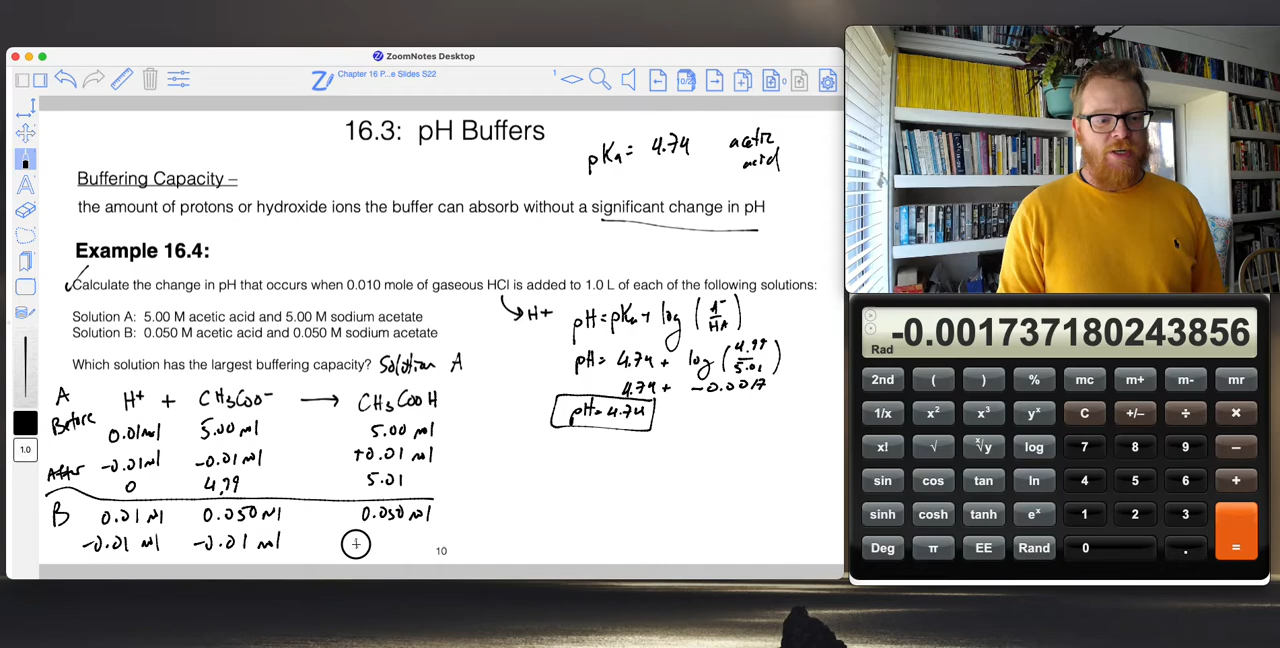 ZoomNotes Desktop
Chapter 16 P...e Slides S22
1
0
16.3: pH Buffers
pKa = 4.74 acetic
acid
Buffering Capacity –
the amount of protons or hydroxide ions the buffer can absorb without a significant change in pH
Example 16.4:
Calculate the change in pH that occurs when 0.010 mole of gaseous HCl is added to 1.0 L of each of the following solutions:
→ H+
Solution A: 5.00 M acetic acid and 5.00 M sodium acetate
Solution B: 0.050 M acetic acid and 0.050 M sodium acetate
pH = pKa + log (A-/HA)
Which solution has the largest buffering capacity? Solution A
pH = 4.74 + log (4.99/5.01)
4.74 + -0.0017
pH = 4.74
A H+ + CH3COO- → CH3COOH
Before 0.01 mol 5.00 mol 5.00 mol
-0.01 mol -0.01 mol +0.01 mol
After 0 4.99 5.01
B 0.01 mol 0.050 mol 0.050 mol
-0.01 mol -0.01 mol +
10
1.0
-0.001737180243856
Rad
2nd ( ) % mc m+ m- mr
1/x x² x³ yˣ C +/- ÷ ×
x! √ ˣ√y log 7 8 9 −
sin cos tan ln 4 5 6 +
sinh cosh tanh eˣ 1 2 3 =
Deg π EE Rand 0 .